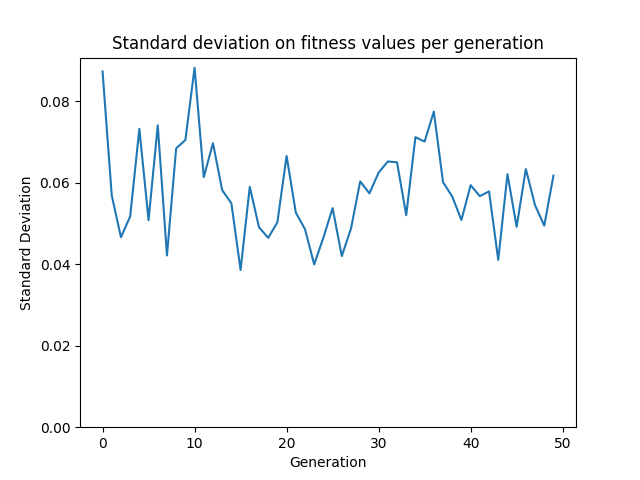 Standard deviation on fitness values per generation
0.08
0.06
0.04
0.02
0.00
Standard Deviation
0 10 20 30 40 50
Generation